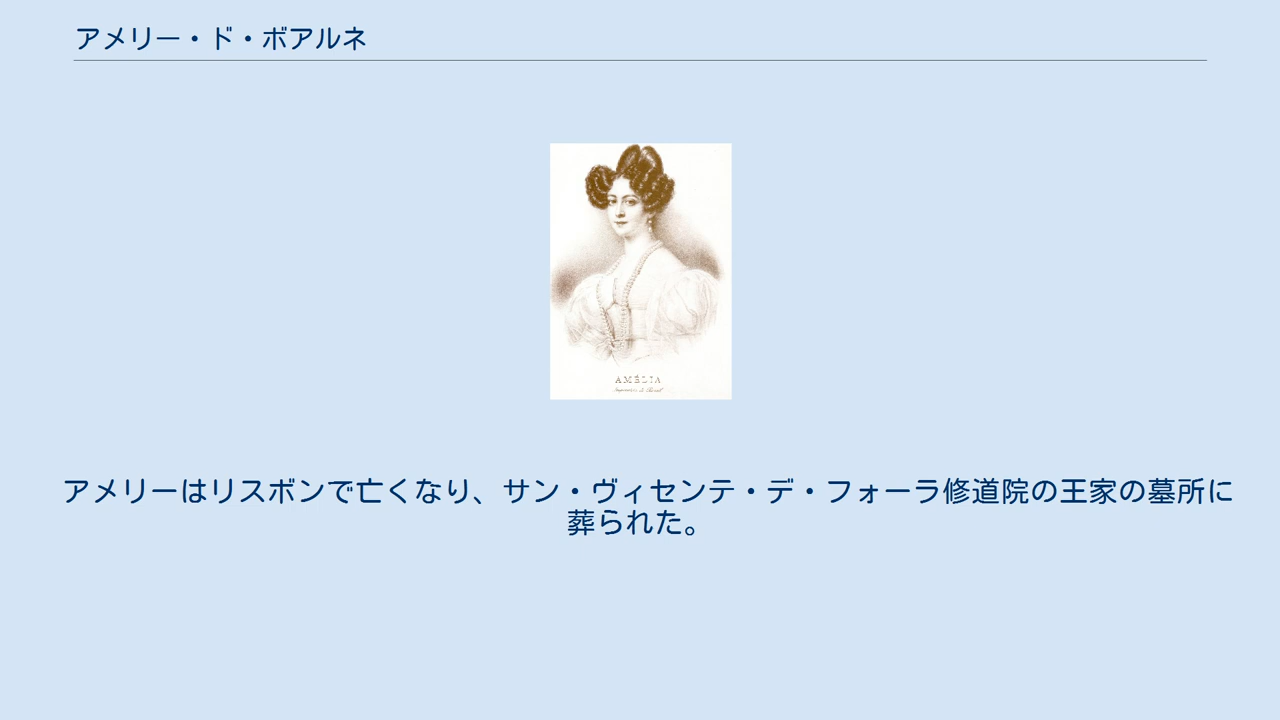 アメリー・ド・ボアルネ
AMÉLIA
アメリーはリスボンで亡くなり、サン・ヴィセンテ・デ・フォーラ修道院の王家の墓所に
葬られた。